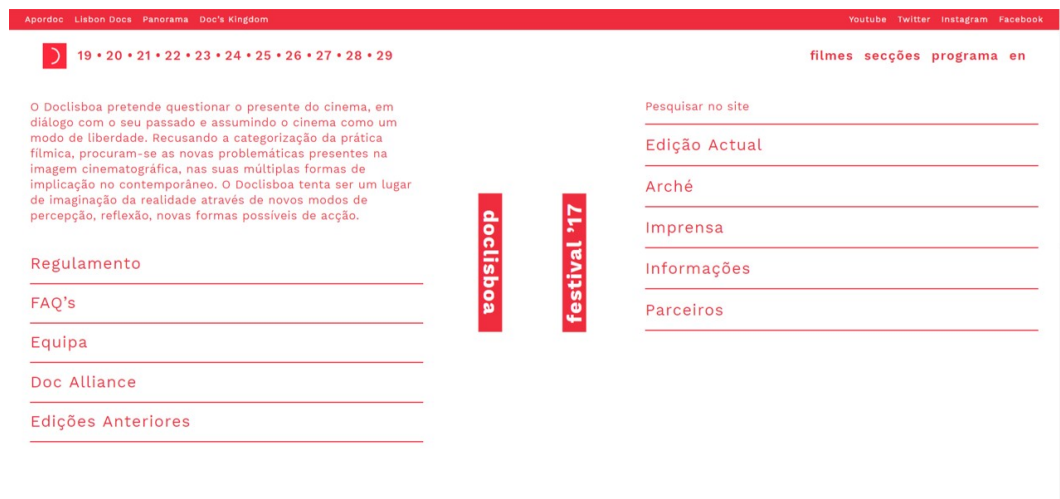 Apordoc Lisbon Docs Panorama Doc's Kingdom
Youtube Twitter Instagram Facebook
19 • 20 • 21 • 22 • 23 • 24 • 25 • 26 • 27 • 28 • 29
filmes secções programa en
O Doclisboa pretende questionar o presente do cinema, em
diálogo com o seu passado e assumindo o cinema como um
modo de liberdade. Recusando a categorização da prática
fílmica, procuram-se as novas problemáticas presentes na
imagem cinematográfica, nas suas múltiplas formas de
implicação no contemporâneo. O Doclisboa tenta ser um lugar
de imaginação da realidade através de novos modos de
percepção, reflexão, novas formas possíveis de acção.
Regulamento
FAQ's
Equipa
Doc Alliance
Edições Anteriores
doclisboa
festival '17
Pesquisar no site
Edição Actual
Arché
Imprensa
Informações
Parceiros